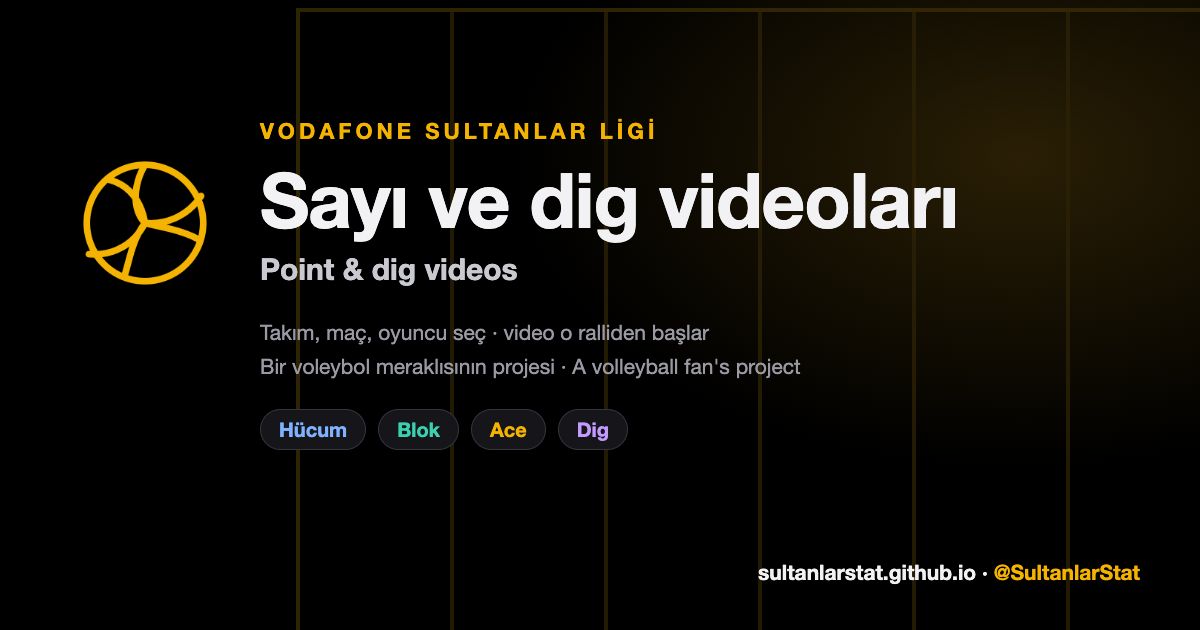 VODAFONE SULTANLAR LİGİ
Sayı ve dig videoları
Point & dig videos
Takım, maç, oyuncu seç · video o ralliden başlar
Bir voleybol meraklısının projesi · A volleyball fan's project
Hücum Blok Ace Dig
sultanlarstat.github.io · @SultanlarStat